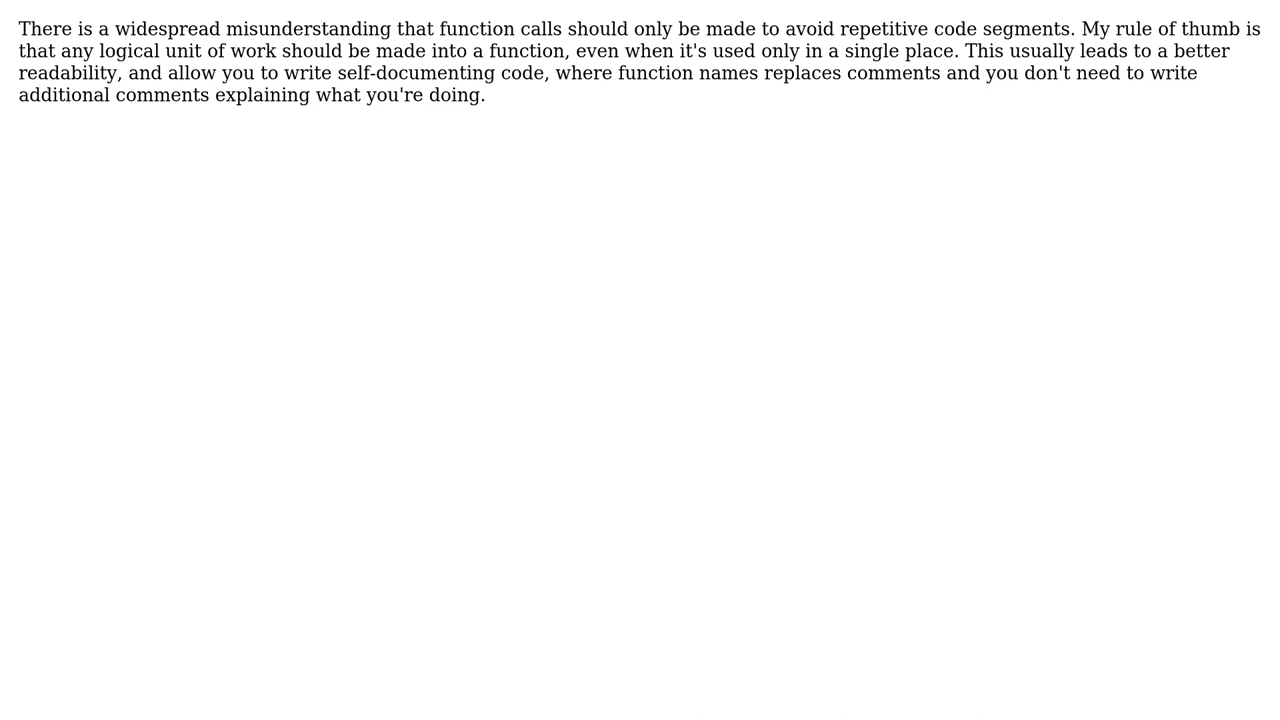 There is a widespread misunderstanding that function calls should only be made to avoid repetitive code segments. My rule of thumb is
that any logical unit of work should be made into a function, even when it's used only in a single place. This usually leads to a better
readability, and allow you to write self-documenting code, where function names replaces comments and you don't need to write
additional comments explaining what you're doing.